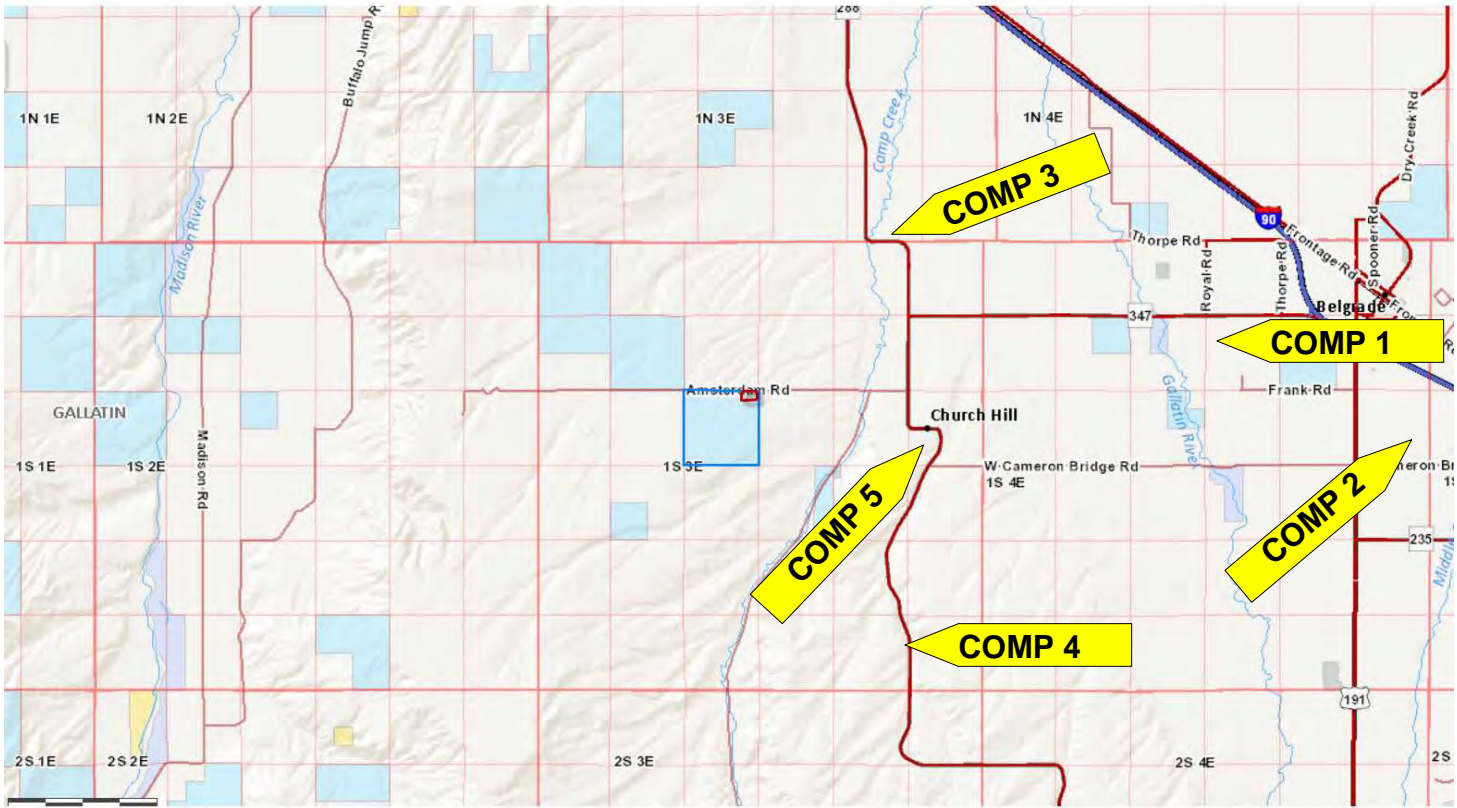 288
Buffalo Jump R
1N 1E
1N 2E
1N 3E
1N 4E
Camp Creek
Dry Creek Rd
COMP 3
90
Madison River
Thorpe Rd
Frontage Rd
Spooner Rd
Royal Rd
Thorpe Rd
Belgrade
347
COMP 1
Amsterdam Rd
Frank Rd
GALLATIN
Church Hill
Gallatin River
Madison Rd
1S 1E
1S 2E
1S 3E
W Cameron Bridge Rd
1S 4E
COMP 5
COMP 2
235
Middle
COMP 4
191
2S 1E
2S 2E
2S 3E
2S 4E
2S